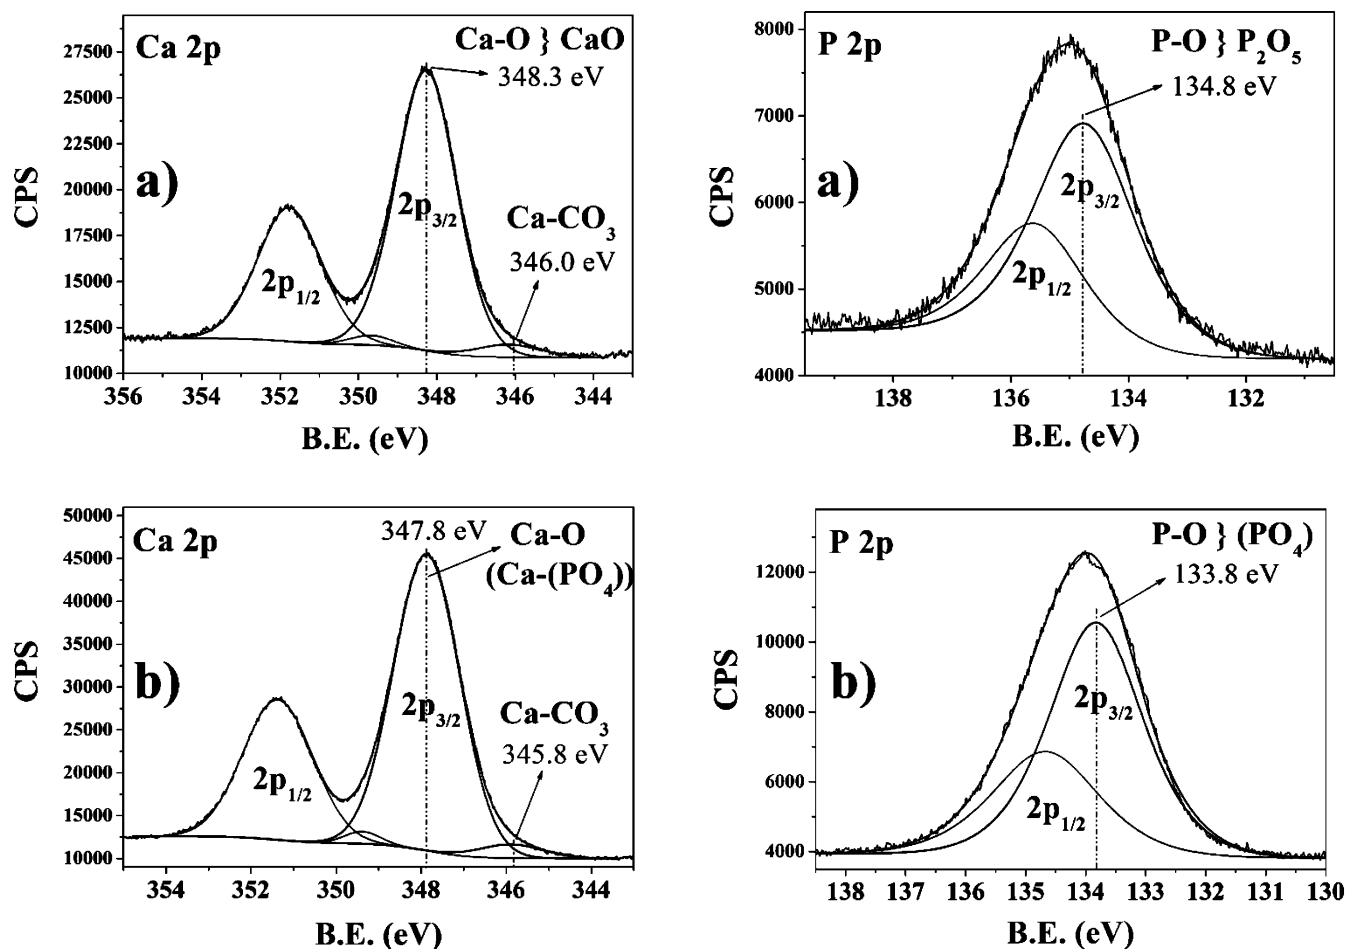 Ca 2p
Ca-O } CaO
348.3 eV
a)
2p3/2
Ca-CO3
346.0 eV
2p1/2
CPS
27500
25000
22500
20000
17500
15000
12500
10000
356 354 352 350 348 346 344
B.E. (eV)
P 2p
P-O } P2O5
134.8 eV
a)
2p3/2
2p1/2
CPS
8000
7000
6000
5000
4000
138 136 134 132
B.E. (eV)
Ca 2p
347.8 eV
Ca-O
(Ca-(PO4))
b)
2p3/2
Ca-CO3
345.8 eV
2p1/2
CPS
50000
45000
40000
35000
30000
25000
20000
15000
10000
354 352 350 348 346 344
B.E. (eV)
P 2p
P-O } (PO4)
133.8 eV
b)
2p3/2
2p1/2
CPS
12000
10000
8000
6000
4000
138 137 136 135 134 133 132 131 130
B.E. (eV)